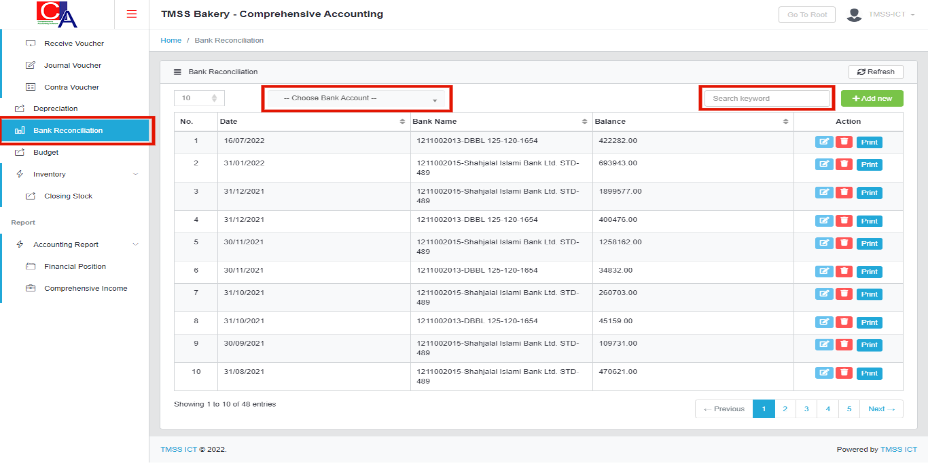 CA
TMSS Bakery - Comprehensive Accounting
Go To Root
TMSS-ICT
Receive Voucher
Journal Voucher
Contra Voucher
Depreciation
Bank Reconciliation
Budget
Inventory
Closing Stock
Report
Accounting Report
Financial Position
Comprehensive Income
Home / Bank Reconciliation
Bank Reconciliation
Refresh
10
-- Choose Bank Account --
Search keyword
+ Add new
No. Date Bank Name Balance Action
1 16/07/2022 1211002013-DBBL 125-120-1654 422282.00 Print
2 31/01/2022 1211002015-Shahjalal Islami Bank Ltd. STD- 693943.00 Print
489
3 31/12/2021 1211002015-Shahjalal Islami Bank Ltd. STD- 1899577.00 Print
489
4 31/12/2021 1211002013-DBBL 125-120-1654 400476.00 Print
5 30/11/2021 1211002015-Shahjalal Islami Bank Ltd. STD- 1258162.00 Print
489
6 30/11/2021 1211002013-DBBL 125-120-1654 34832.00 Print
7 31/10/2021 1211002015-Shahjalal Islami Bank Ltd. STD- 260703.00 Print
489
8 31/10/2021 1211002013-DBBL 125-120-1654 45159.00 Print
9 30/09/2021 1211002015-Shahjalal Islami Bank Ltd. STD- 109731.00 Print
489
10 31/08/2021 1211002015-Shahjalal Islami Bank Ltd. STD- 470621.00 Print
489
Showing 1 to 10 of 48 entries
← Previous 1 2 3 4 5 Next →
TMSS ICT © 2022.
Powered by TMSS ICT